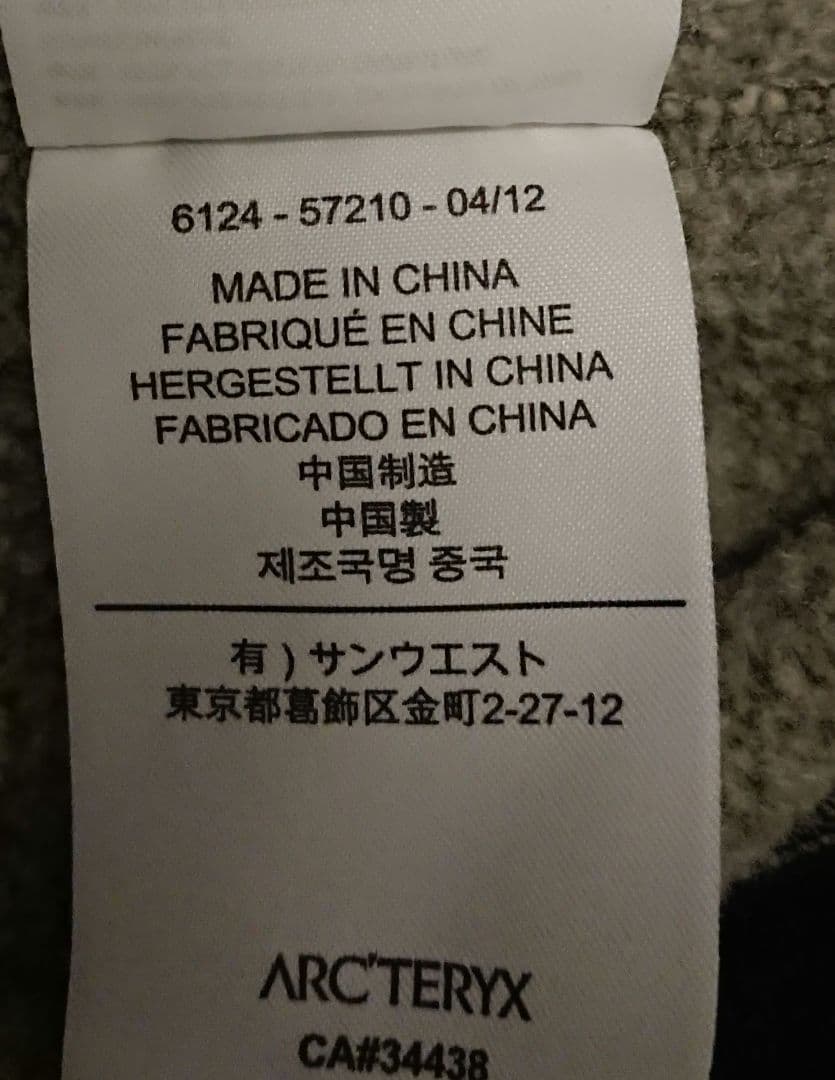 6124 - 57210 - 04/12
MADE IN CHINA
FABRIQUÉ EN CHINE
HERGESTELLT IN CHINA
FABRICADO EN CHINA
中国制造
中国製
제조국명 중국
有 ) サンウエスト
東京都葛飾区金町2-27-12
ARC'TERYX
CA#34438